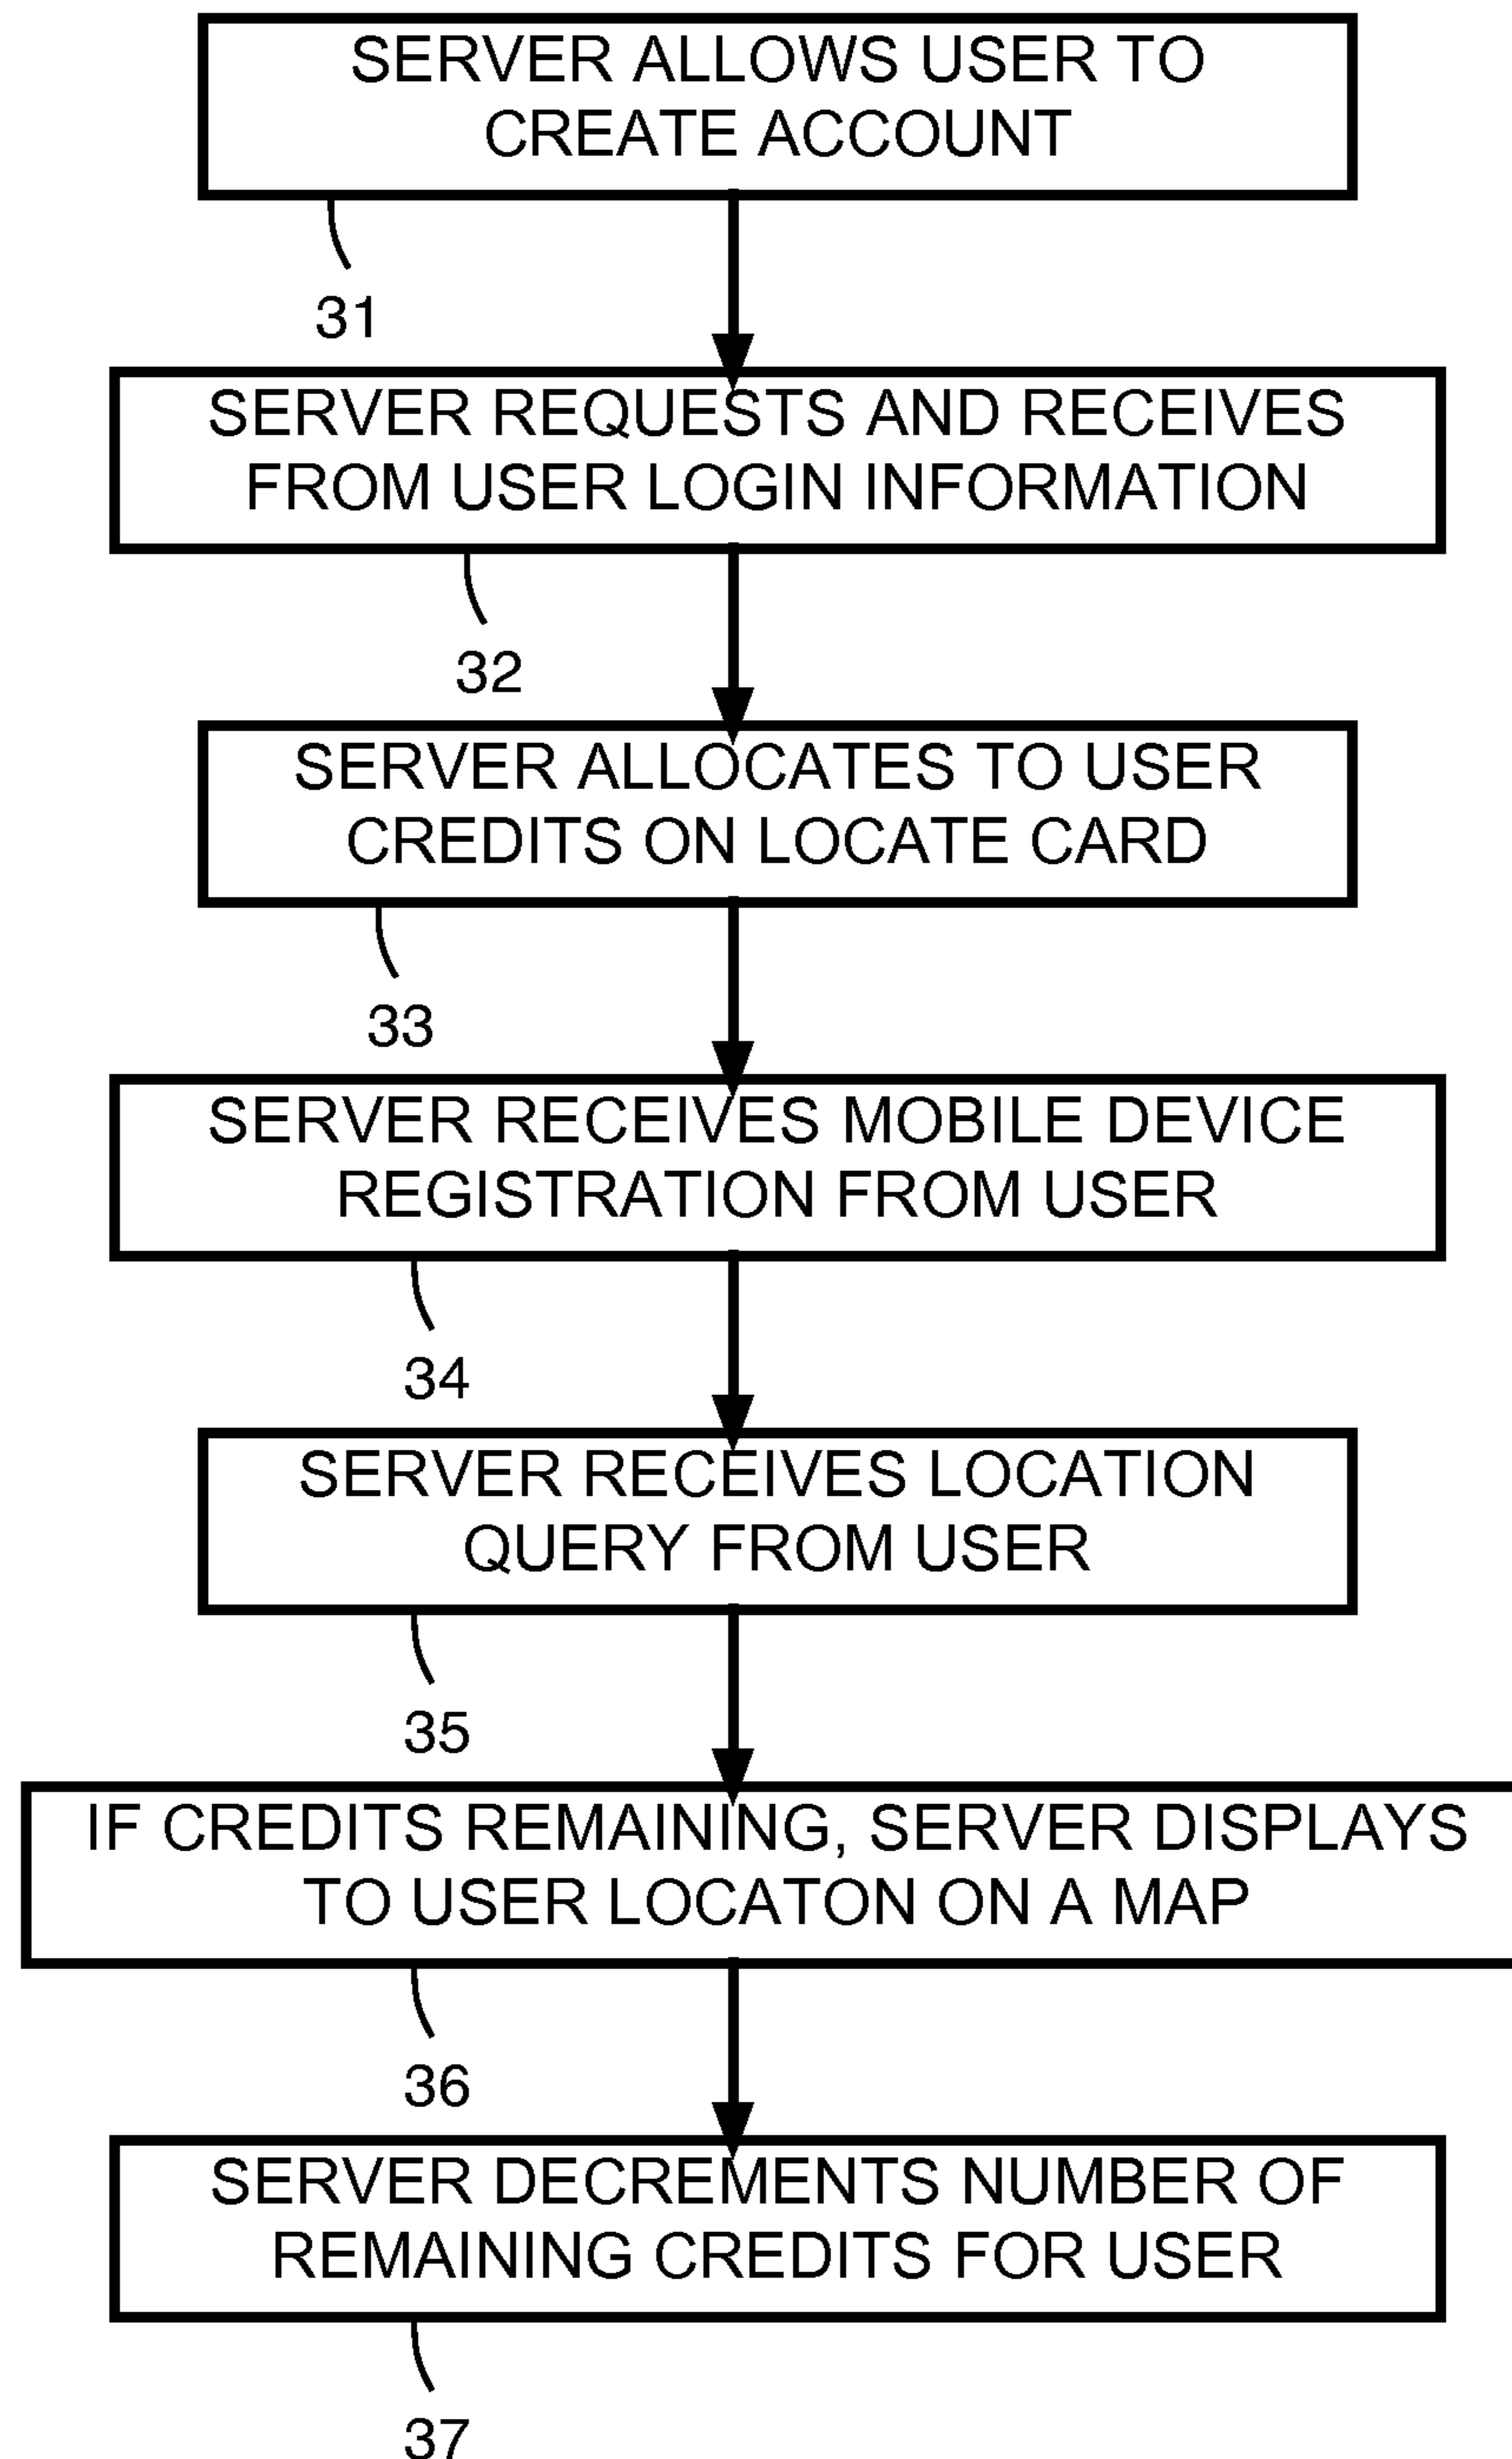 SERVER ALLOWS USER TO
CREATE ACCOUNT
31
SERVER REQUESTS AND RECEIVES
FROM USER LOGIN INFORMATION
32
SERVER ALLOCATES TO USER
CREDITS ON LOCATE CARD
33
SERVER RECEIVES MOBILE DEVICE
REGISTRATION FROM USER
34
SERVER RECEIVES LOCATION
QUERY FROM USER
35
IF CREDITS REMAINING, SERVER DISPLAYS
TO USER LOCATON ON A MAP
36
SERVER DECREMENTS NUMBER OF
REMAINING CREDITS FOR USER
37